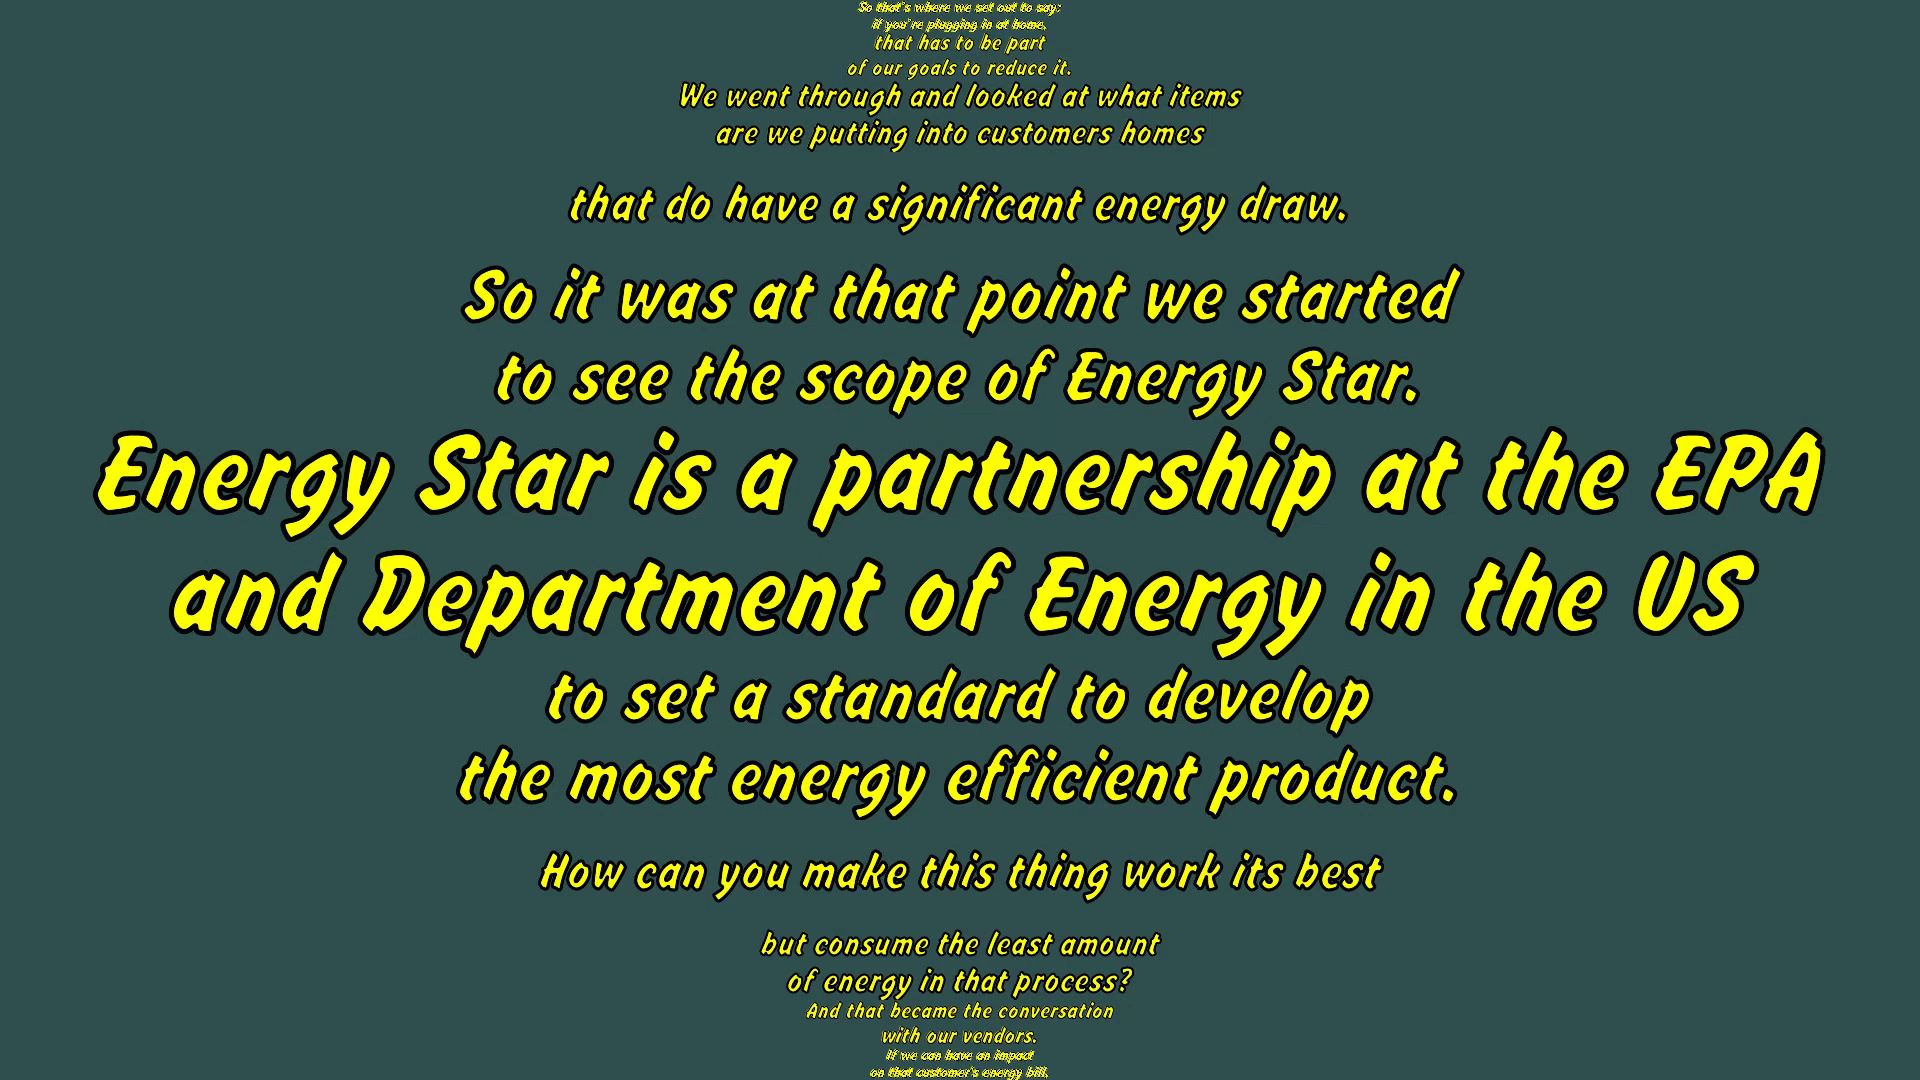 So that's where we set out to say:
if you're plugging in at home,
that has to be part
of our goals to reduce it.
We went through and looked at what items
are we putting into customers homes
that do have a significant energy draw.
So it was at that point we started
to see the scope of Energy Star.
Energy Star is a partnership at the EPA
and Department of Energy in the US
to set a standard to develop
the most energy efficient product.
How can you make this thing work its best
but consume the least amount
of energy in that process?
And that became the conversation
with our vendors.
If we can have an impact
on that customer's energy bill,